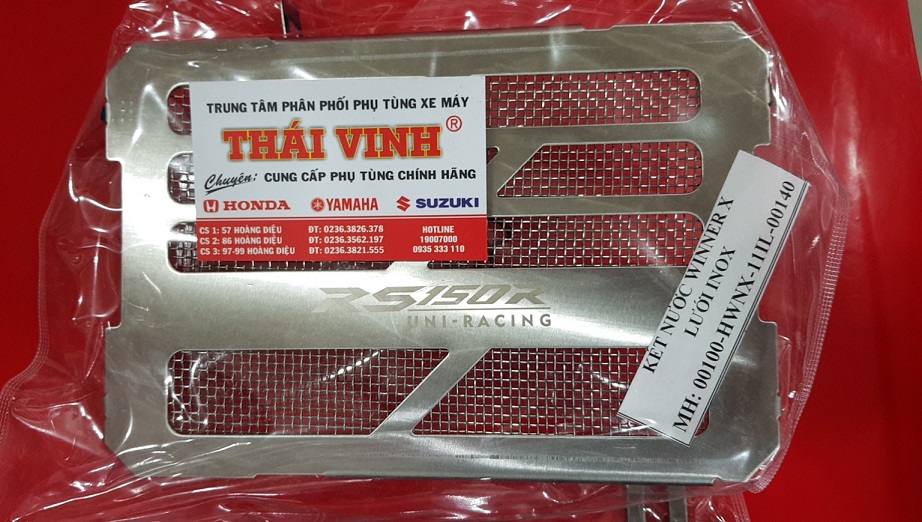 TRUNG TÂM PHÂN PHỐI PHỤ TÙNG XE MÁY
THÁI VINH®
Chuyên: CUNG CẤP PHỤ TÙNG CHÍNH HÃNG
HONDA YAMAHA SUZUKI
CS 1: 57 HOÀNG DIỆU ĐT: 0236.3826.378 HOTLINE
CS 2: 86 HOÀNG DIỆU ĐT: 0236.3562.197 19007000
CS 3: 97-99 HOÀNG DIỆU ĐT: 0236.3821.555 0935 333 110
RS150R
UNI-RACING
KÉT NƯỚC WINNER X
LƯỚI INOX
MH: 00100-HWNX-11IL-00140